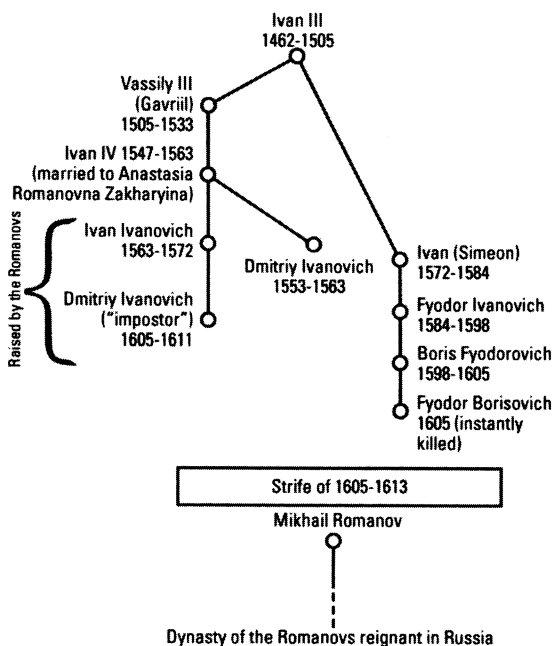 Ivan III
1462-1505
Vassily III
(Gavriil)
1505-1533
Ivan IV 1547-1563
(married to Anastasia
Romanovna Zakharyina)
Raised by the Romanovs
Ivan Ivanovich
1563-1572
Dmitriy Ivanovich
("impostor")
1605-1611
Dmitriy Ivanovich
1553-1563
Ivan (Simeon)
1572-1584
Fyodor Ivanovich
1584-1598
Boris Fyodorovich
1598-1605
Fyodor Borisovich
1605 (instantly
killed)
Strife of 1605-1613
Mikhail Romanov
Dynasty of the Romanovs reignant in Russia